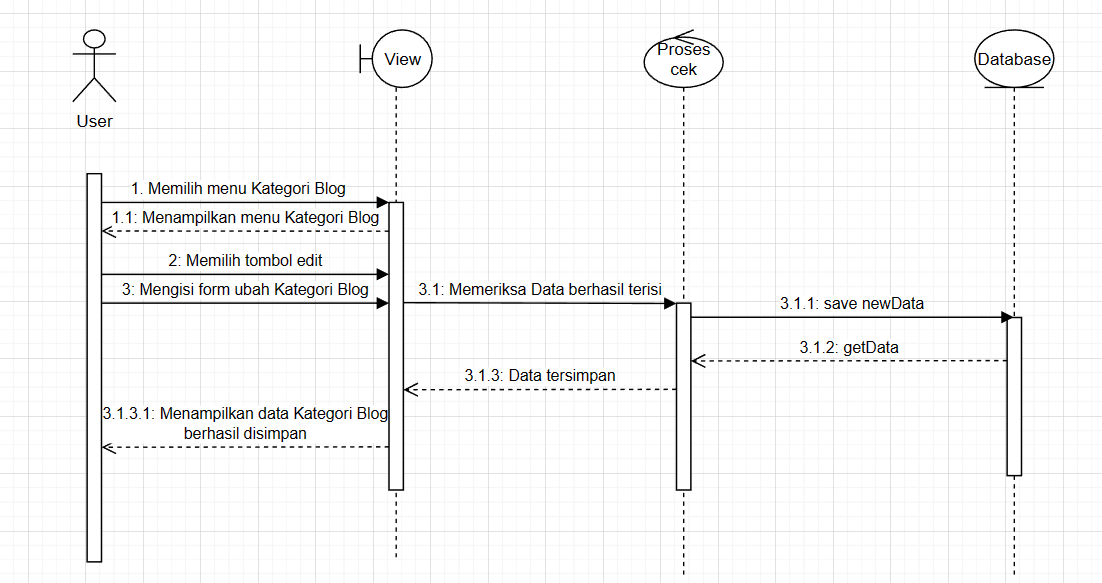 View
Proses
cek
Database
User
1. Memilih menu Kategori Blog
1.1: Menampilkan menu Kategori Blog
2: Memilih tombol edit
3: Mengisi form ubah Kategori Blog
3.1: Memeriksa Data berhasil terisi
3.1.1: save newData
3.1.2: getData
3.1.3: Data tersimpan
3.1.3.1: Menampilkan data Kategori Blog
berhasil disimpan